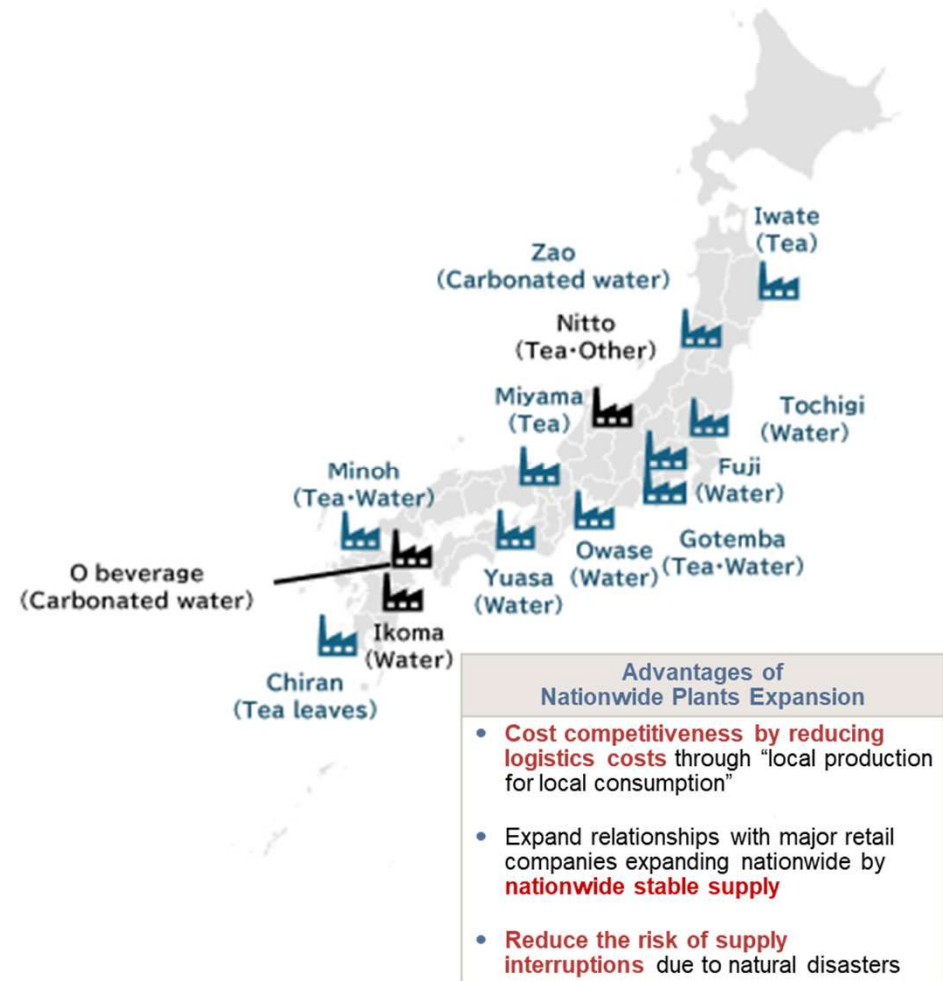 Iwate
(Tea)
Zao
(Carbonated water)
Nitto
(Tea・Other)
Miyama
(Tea)
Tochigi
(Water)
Minoh
(Tea・Water)
Fuji
(Water)
Owase
(Water)
Gotemba
(Tea・Water)
O beverage
(Carbonated water)
Yuasa
(Water)
Ikoma
(Water)
Chiran
(Tea leaves)
Advantages of
Nationwide Plants Expansion
• Cost competitiveness by reducing
logistics costs through “local production
for local consumption”
• Expand relationships with major retail
companies expanding nationwide by
nationwide stable supply
• Reduce the risk of supply
interruptions due to natural disasters